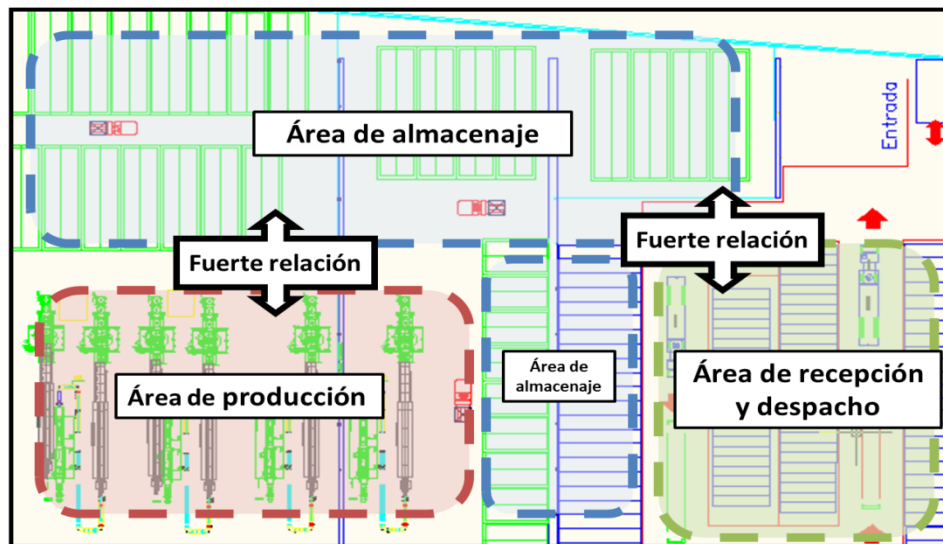 Área de almacenaje
Entrada
Fuerte relación
Fuerte relación
Área de producción
Área de
almacenaje
Área de recepción
y despacho